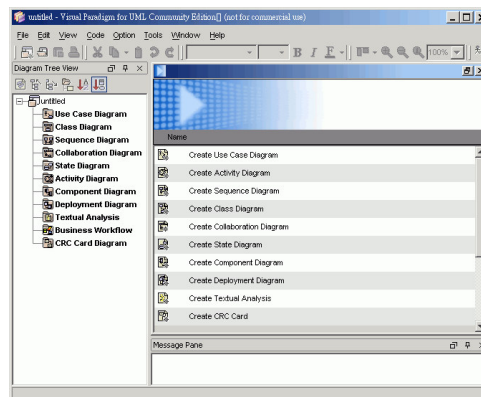 untitled - Visual Paradigm for UML Community Edition[] (not for commercial use)
File Edit View Code Option Tools Window Help
B I F 100%
Diagram Tree View
untitled
Use Case Diagram
Class Diagram
Sequence Diagram
Collaboration Diagram
State Diagram
Activity Diagram
Component Diagram
Deployment Diagram
Textual Analysis
Business Workflow
CRC Card Diagram
Name
Create Use Case Diagram
Create Activity Diagram
Create Sequence Diagram
Create Class Diagram
Create Collaboration Diagram
Create State Diagram
Create Component Diagram
Create Deployment Diagram
Create Textual Analysis
Create CRC Card
Message Pane